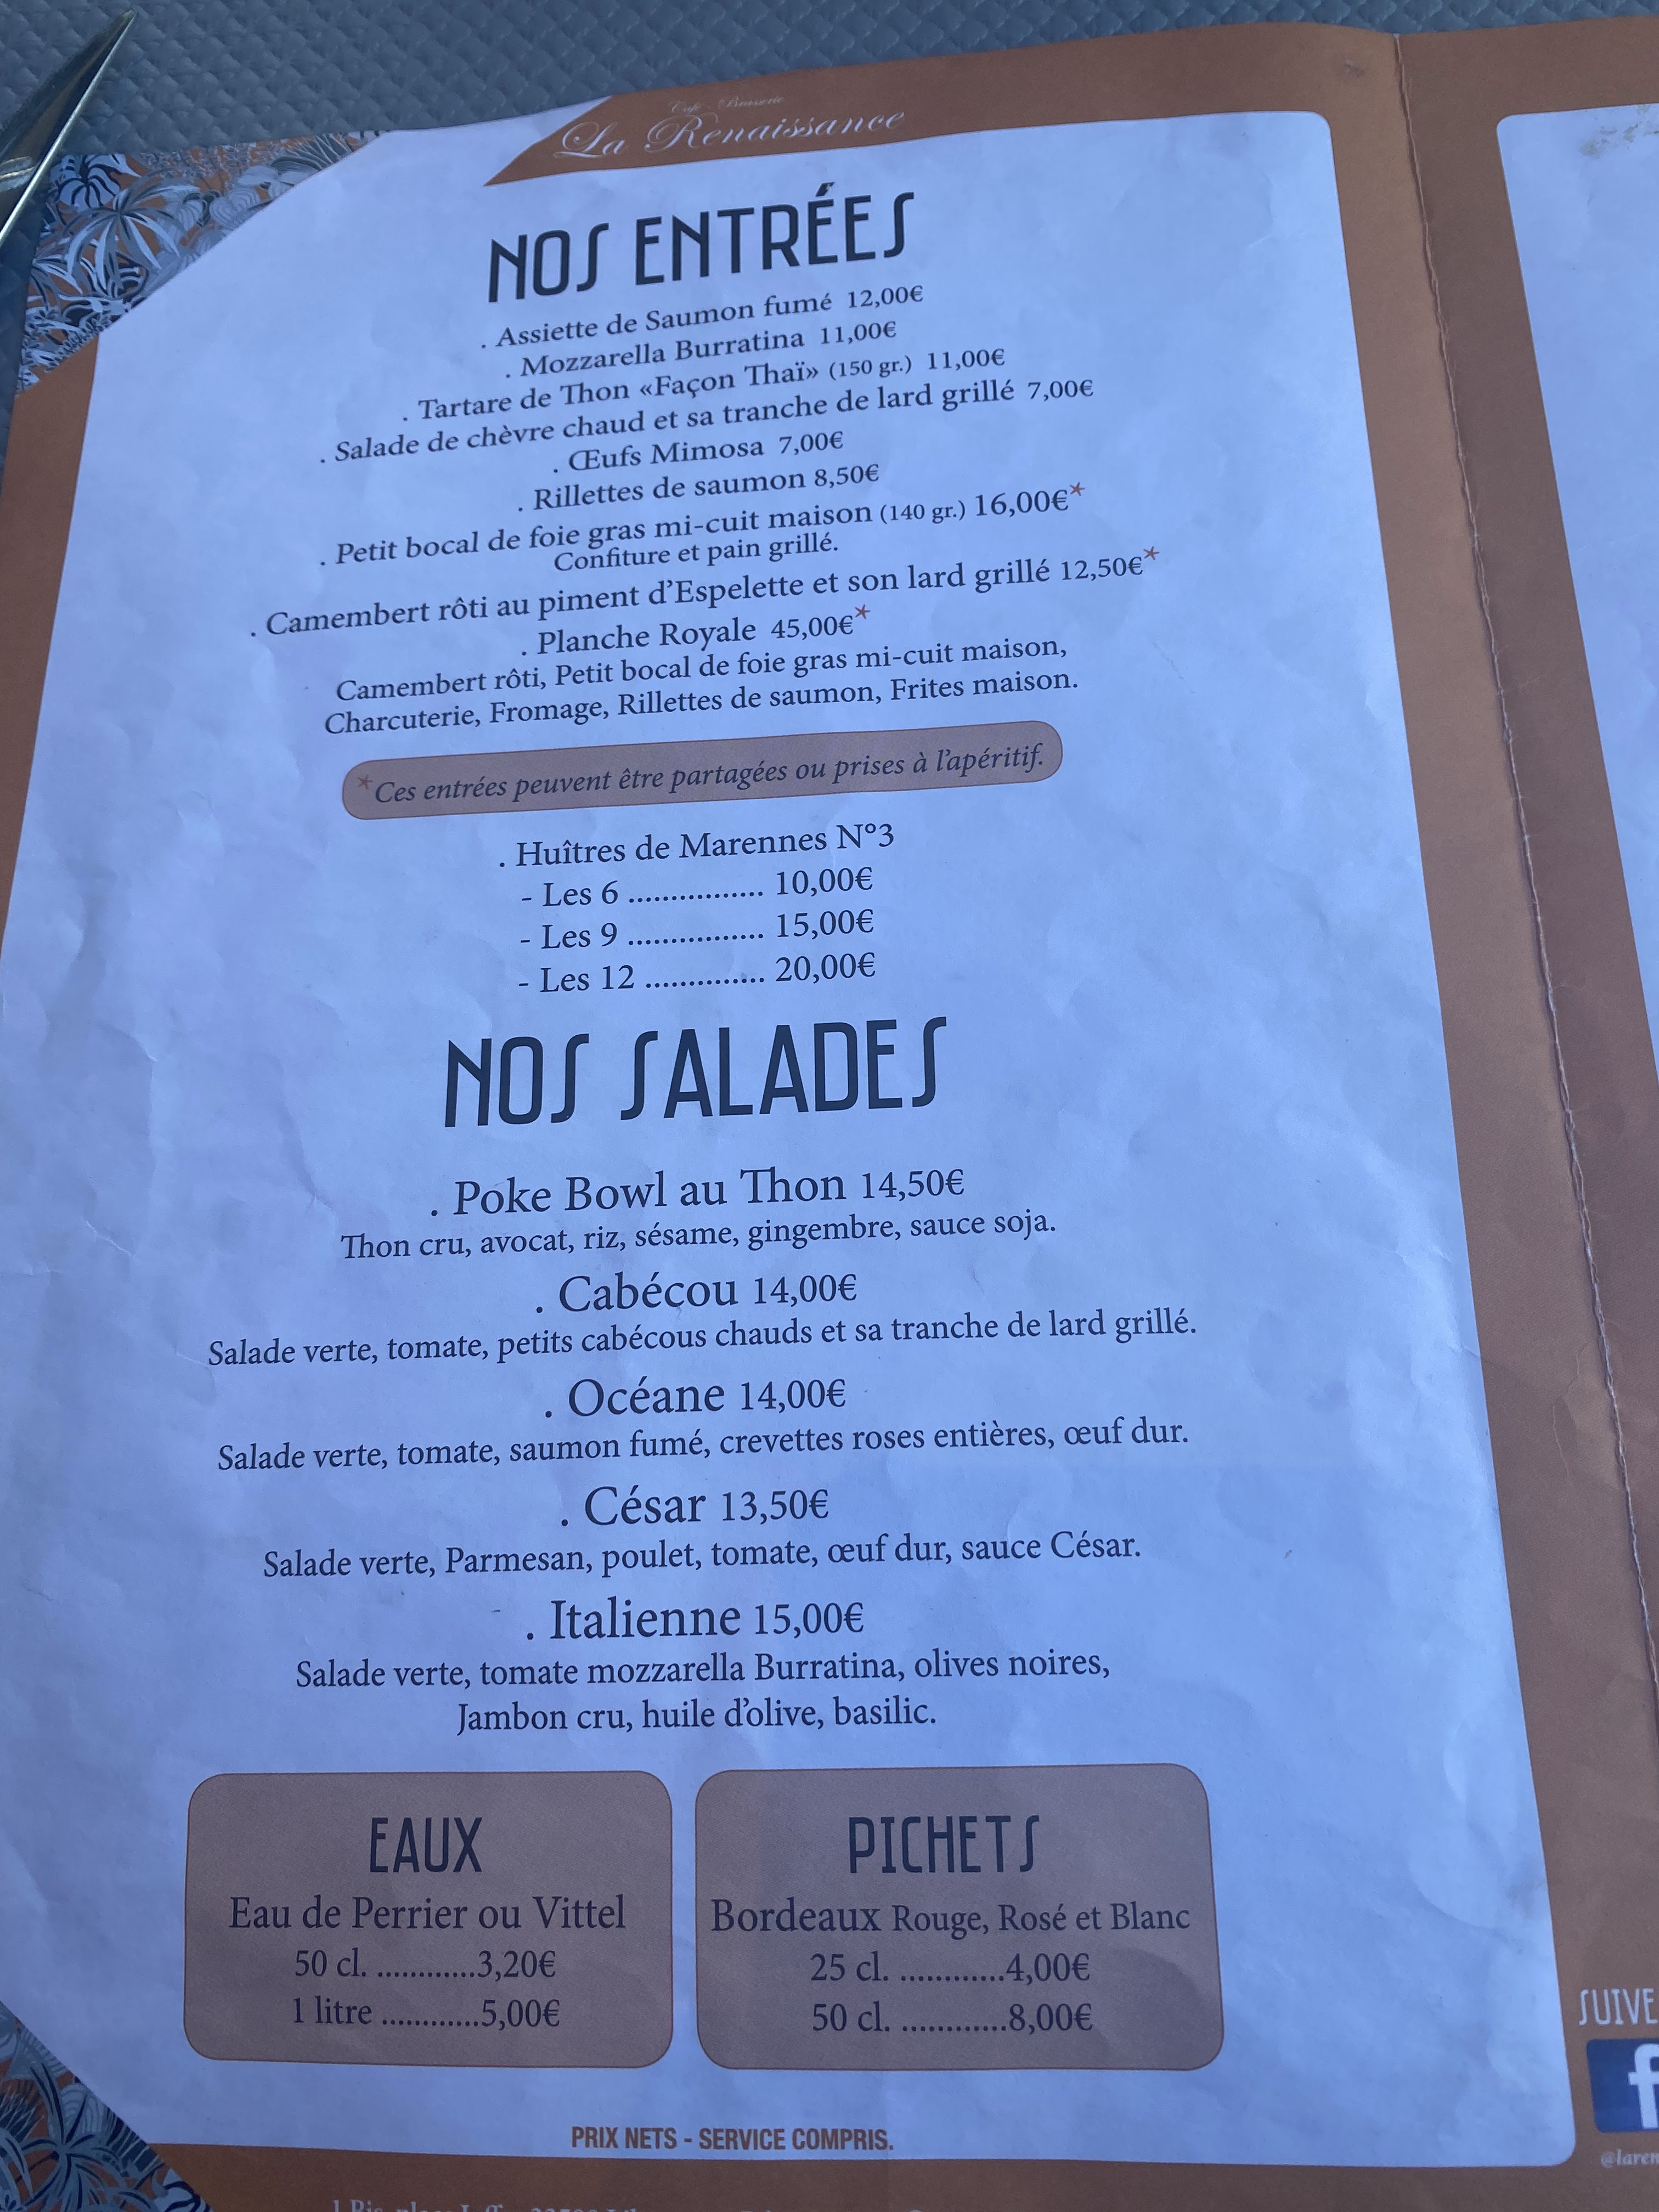 Café - Brasserie
La Renaissance
NOS ENTRÉES
. Assiette de Saumon fumé 12,00€
. Mozzarella Burratina 11,00€
. Tartare de Thon «Façon Thaï» (150 gr.) 11,00€
. Salade de chèvre chaud et sa tranche de lard grillé 7,00€
. Œufs Mimosa 7,00€
. Rillettes de saumon 8,50€
. Petit bocal de foie gras mi-cuit maison (140 gr.) 16,00€*
Confiture et pain grillé.
. Camembert rôti au piment d’Espelette et son lard grillé 12,50€*
. Planche Royale 45,00€*
Camembert rôti, Petit bocal de foie gras mi-cuit maison,
Charcuterie, Fromage, Rillettes de saumon, Frites maison.
*Ces entrées peuvent être partagées ou prises à l’apéritif.
. Huîtres de Marennes N°3
- Les 6 ................ 10,00€
- Les 9 ................ 15,00€
- Les 12 .............. 20,00€
NOS SALADES
. Poke Bowl au Thon 14,50€
Thon cru, avocat, riz, sésame, gingembre, sauce soja.
. Cabécou 14,00€
Salade verte, tomate, petits cabécous chauds et sa tranche de lard grillé.
. Océane 14,00€
Salade verte, tomate, saumon fumé, crevettes roses entières, œuf dur.
. César 13,50€
Salade verte, Parmesan, poulet, tomate, œuf dur, sauce César.
. Italienne 15,00€
Salade verte, tomate mozzarella Burratina, olives noires,
Jambon cru, huile d’olive, basilic.
EAUX
Eau de Perrier ou Vittel
50 cl. ............3,20€
1 litre ............5,00€
PICHETS
Bordeaux Rouge, Rosé et Blanc
25 cl. ............4,00€
50 cl. ............8,00€
PRIX NETS - SERVICE COMPRIS.
SUIVE
f
@laren